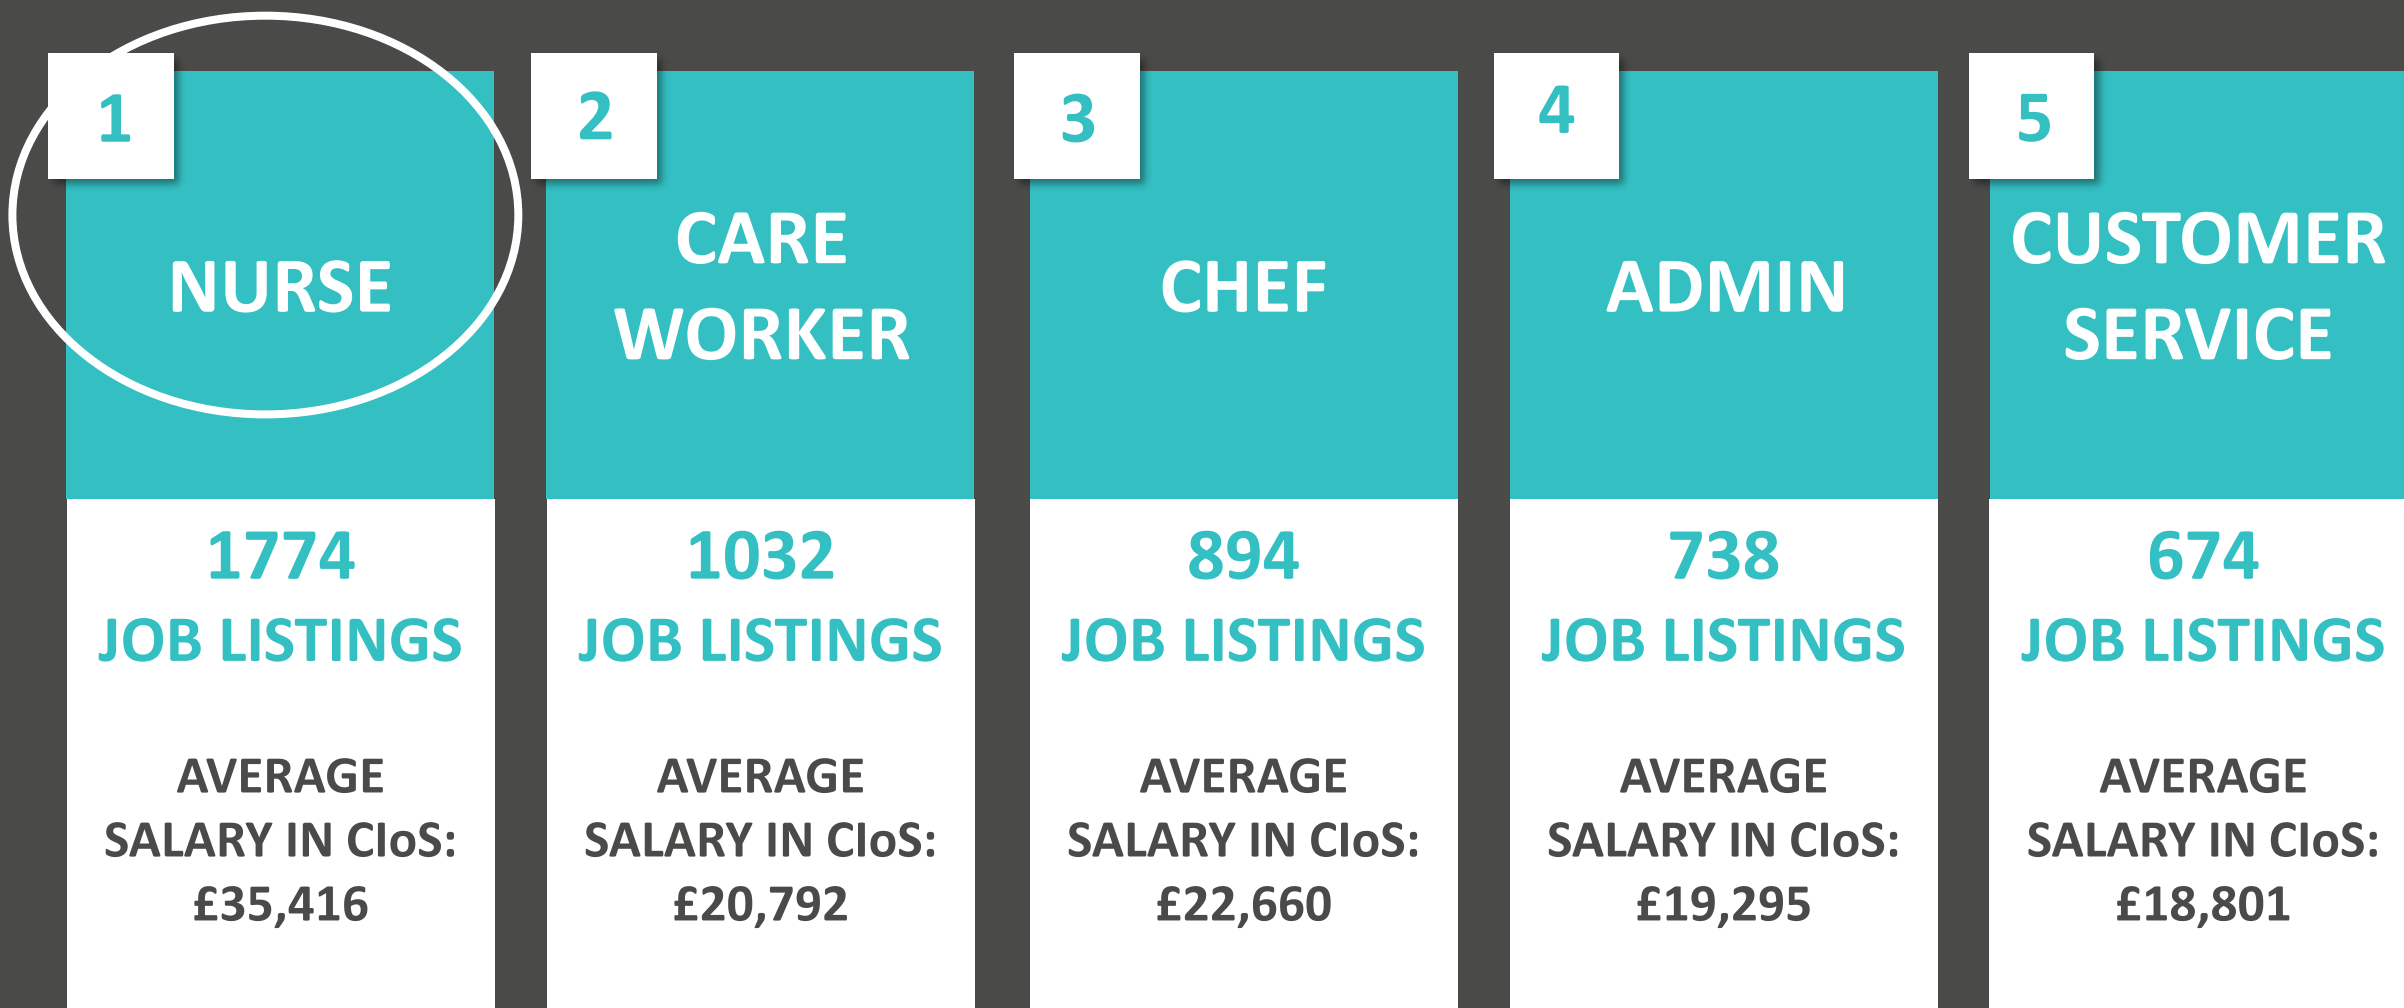 1
NURSE
1774
JOB LISTINGS
AVERAGE
SALARY IN CIoS:
£35,416
2
CARE
WORKER
1032
JOB LISTINGS
AVERAGE
SALARY IN CIoS:
£20,792
3
CHEF
894
JOB LISTINGS
AVERAGE
SALARY IN CIoS:
£22,660
4
ADMIN
738
JOB LISTINGS
AVERAGE
SALARY IN CIoS:
£19,295
5
CUSTOMER
SERVICE
674
JOB LISTINGS
AVERAGE
SALARY IN CIoS:
£18,801